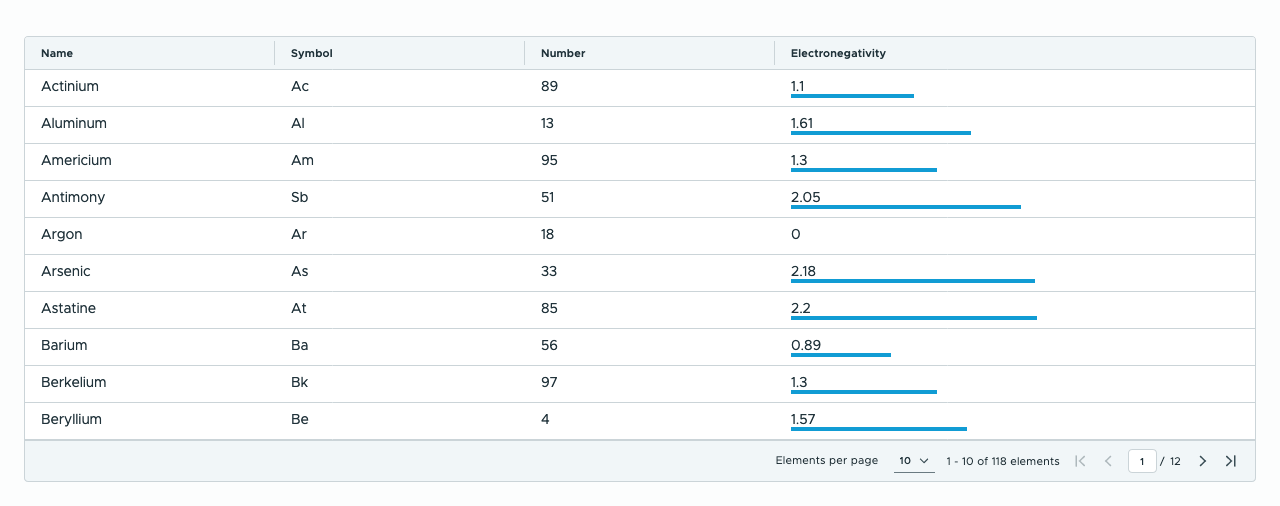 Name Symbol Number Electronegativity
Actinium Ac 89 1.1
Aluminum Al 13 1.61
Americium Am 95 1.3
Antimony Sb 51 2.05
Argon Ar 18 0
Arsenic As 33 2.18
Astatine At 85 2.2
Barium Ba 56 0.89
Berkelium Bk 97 1.3
Beryllium Be 4 1.57
Elements per page 10 1 - 10 of 118 elements 1 / 12